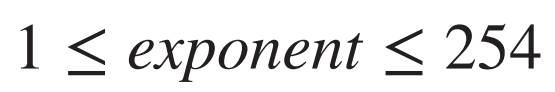 1 ≤ exponent ≤ 254